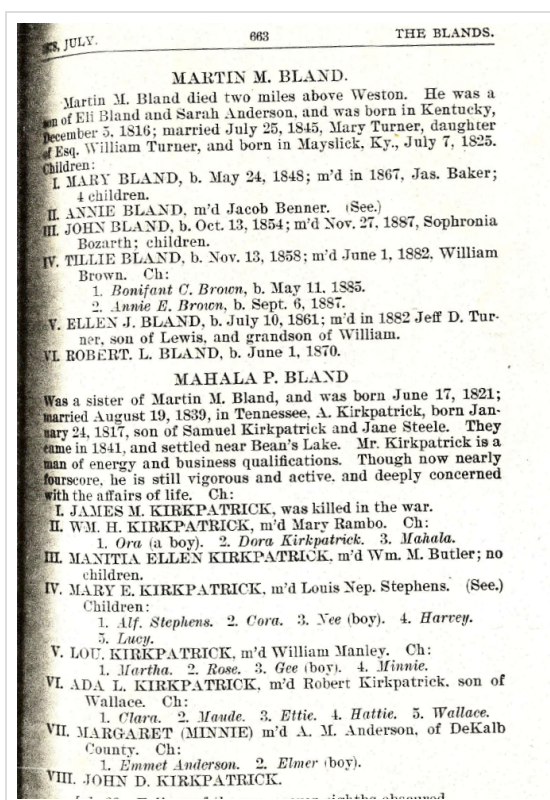 JULY. 663 THE BLANDS.
MARTIN M. BLAND.
Martin M. Bland died two miles above Weston. He was a
son of Eli Bland and Sarah Anderson, and was born in Kentucky,
December 5, 1816; married July 25, 1845, Mary Turner, daughter
of Esq. William Turner, and born in Mayslick, Ky., July 7, 1825.
Children:
I. MARY BLAND, b. May 24, 1848; m'd in 1867, Jas. Baker;
4 children.
II. ANNIE BLAND, m'd Jacob Benner. (See.)
III. JOHN BLAND, b. Oct. 13, 1854; m'd Nov. 27, 1887, Sophronia
Bozarth; children.
IV. TILLIE BLAND, b. Nov. 13, 1858; m'd June 1, 1882, William
Brown. Ch:
1. Bonifant C. Brown, b. May 11, 1885.
2. Annie E. Brown, b. Sept. 6, 1887.
V. ELLEN J. BLAND, b. July 10, 1861; m'd in 1882 Jeff D. Tur-
ner, son of Lewis, and grandson of William.
VI. ROBERT. L. BLAND, b. June 1, 1870.
MAHALA P. BLAND
Was a sister of Martin M. Bland, and was born June 17, 1821;
married August 19, 1839, in Tennessee, A. Kirkpatrick, born Jan-
uary 24, 1817, son of Samuel Kirkpatrick and Jane Steele. They
came in 1841, and settled near Bean's Lake. Mr. Kirkpatrick is a
man of energy and business qualifications. Though now nearly
fourscore, he is still vigorous and active, and deeply concerned
with the affairs of life. Ch:
I. JAMES M. KIRKPATRICK, was killed in the war.
II. WM. H. KIRKPATRICK, m'd Mary Rambo. Ch:
1. Ora (a boy). 2. Dora Kirkpatrick. 3. Mahala.
III. MANITIA ELLEN KIRKPATRICK, m'd Wm. M. Butler; no
children.
IV. MARY E. KIRKPATRICK, m'd Louis Nep. Stephens. (See.)
Children:
1. Alf. Stephens. 2. Cora. 3. Nee (boy). 4. Harvey.
5. Lucy.
V. LOU. KIRKPATRICK, m'd William Manley. Ch:
1. Martha. 2. Rose. 3. Gee (boy). 4. Minnie.
VI. ADA L. KIRKPATRICK, m'd Robert Kirkpatrick, son of
Wallace. Ch:
1. Clara. 2. Maude. 3. Ettie. 4. Hattie. 5. Wallace.
VII. MARGARET (MINNIE) m'd A. M. Anderson, of DeKalb
County. Ch:
1. Emmet Anderson. 2. Elmer (boy).
VIII. JOHN D. KIRKPATRICK.